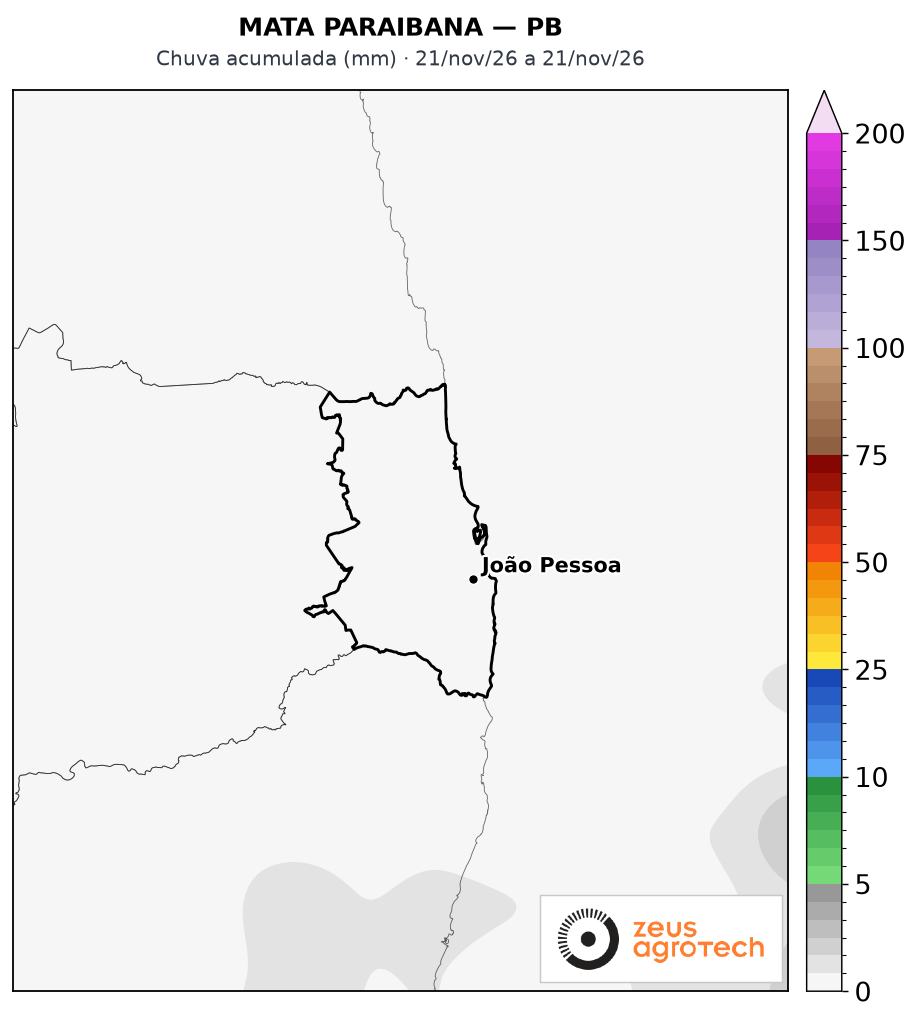 MATA PARAIBANA — PB
Chuva acumulada (mm) · 21/nov/26 a 21/nov/26
200
150
100
75
50
25
10
5
0
João Pessoa
zeus
agrotech